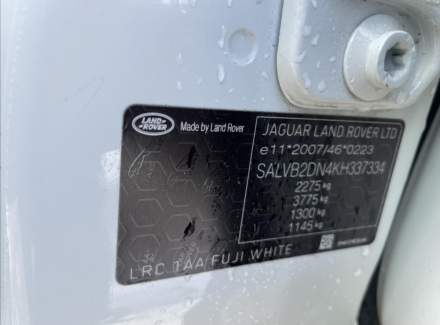 LAND
ROVER
Made by Land Rover
JAGUAR LAND ROVER LTD
e11*2007/46*0223
SALVB2DN4KH337334
2275 kg
3775 kg
1300 kg
1145 kg
LRC 1AA FUJI WHITE